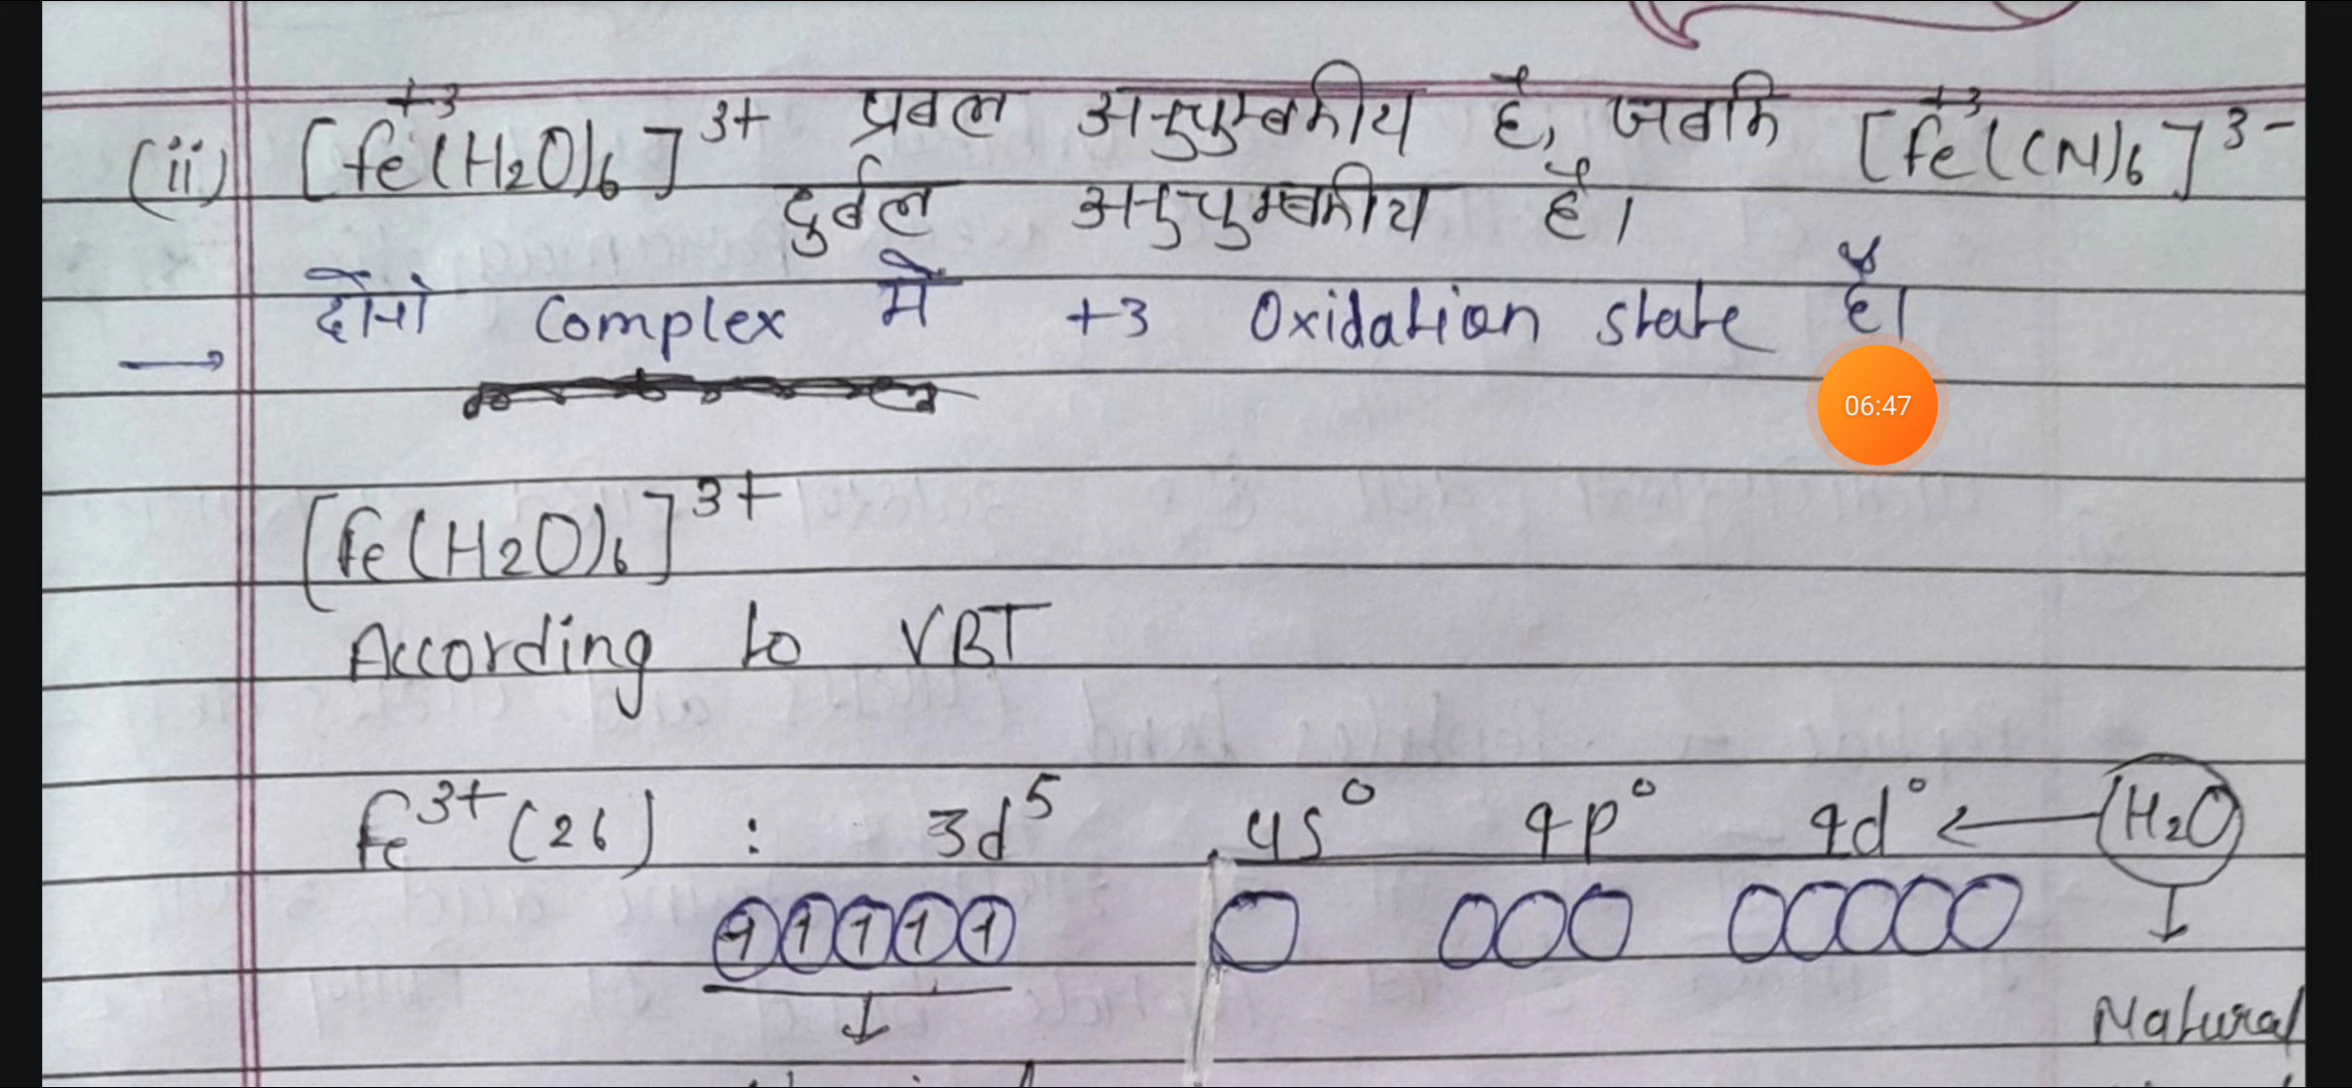 (ii) [Fe(H₂O)₆]³⁺ प्रबल अनुचुम्बकीय है, जबकि [Fe(CN)₆]³⁻
+3 +3
दुर्बल अनुचुम्बकीय है।
→ दोनो Complex मे +3 Oxidation state है।
06:47
[Fe(H₂O)₆]³⁺
According to VBT
Fe³⁺(26) : 3d⁵ 4s⁰ 4p⁰ 4d⁰ ← H₂O
1 1 1 1 1
Natural